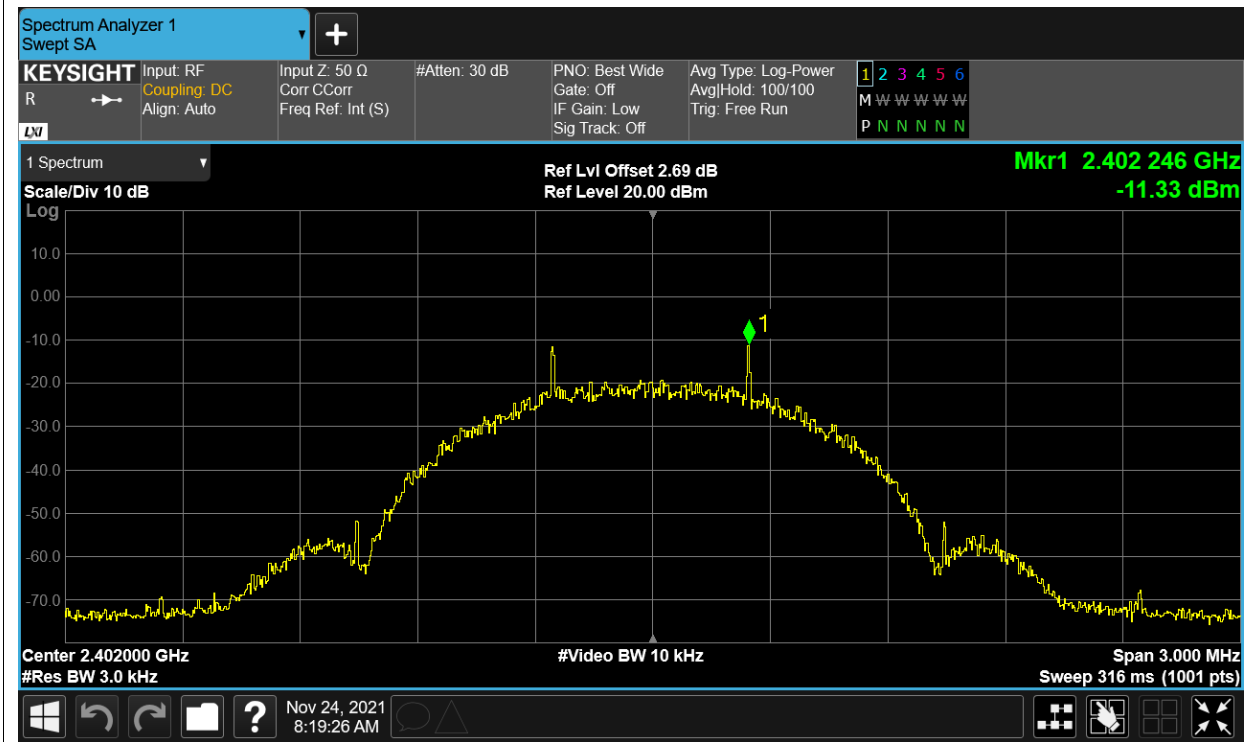 Spectrum Analyzer 1
Swept SA
KEYSIGHT
R
LXI
Input: RF
Coupling: DC
Align: Auto
Input Z: 50 Ω
Corr CCorr
Freq Ref: Int (S)
#Atten: 30 dB
PNO: Best Wide
Gate: Off
IF Gain: Low
Sig Track: Off
Avg Type: Log-Power
Avg|Hold: 100/100
Trig: Free Run
1 2 3 4 5 6
M W W W W W
P N N N N N
1 Spectrum
Scale/Div 10 dB
Ref Lvl Offset 2.69 dB
Ref Level 20.00 dBm
Mkr1 2.402 246 GHz
-11.33 dBm
Log
10.0
0.00
-10.0
-20.0
-30.0
-40.0
-50.0
-60.0
-70.0
1
Center 2.402000 GHz
#Res BW 3.0 kHz
#Video BW 10 kHz
Span 3.000 MHz
Sweep 316 ms (1001 pts)
?
Nov 24, 2021
8:19:26 AM